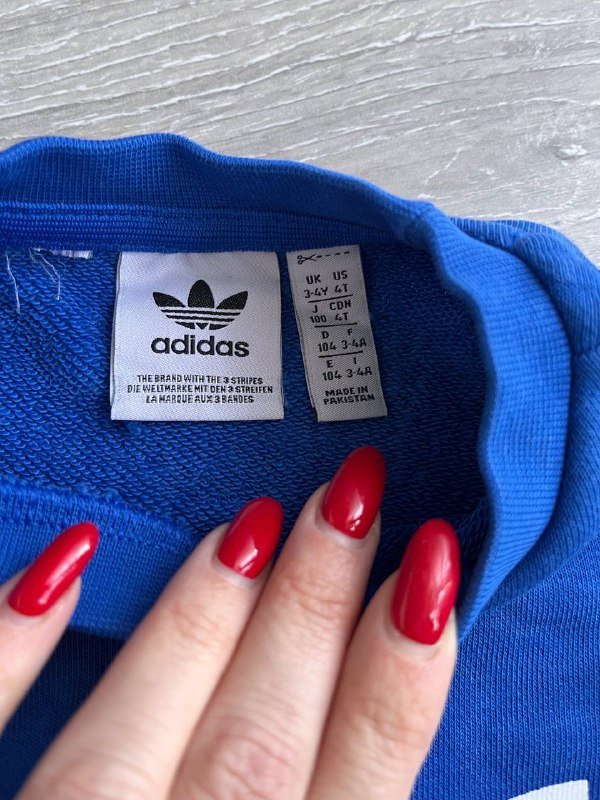 adidas
THE BRAND WITH THE 3 STRIPES
DIE WELTMARKE MIT DEN 3 STREIFEN
LA MARQUE AUX 3 BANDES
UK US
3-4Y 4T
J CDN
100 4T
D F
104 3-4A
E I
104 3-4A
MADE IN
PAKISTAN